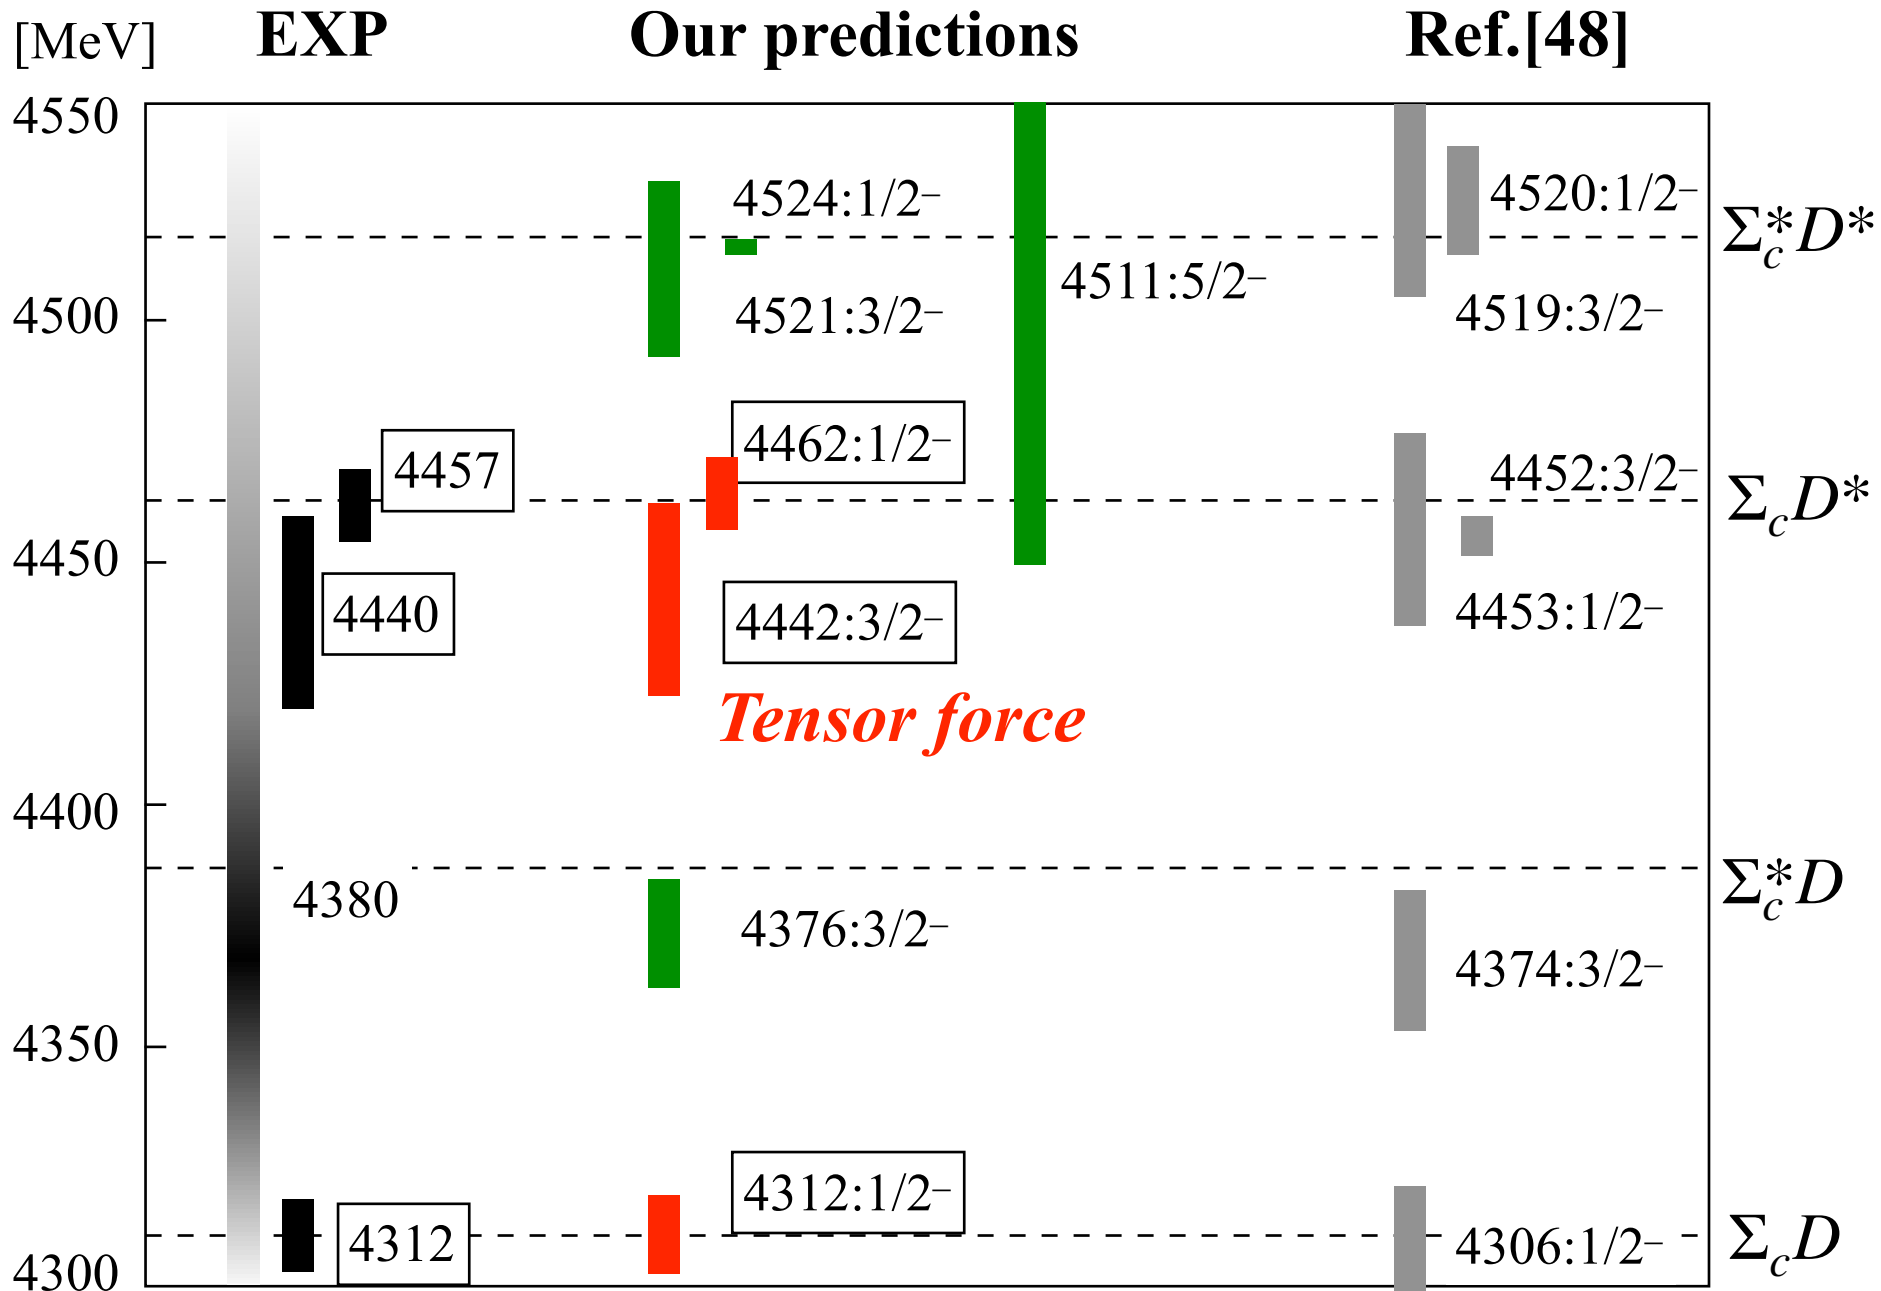 [MeV] EXP Our predictions Ref.[48]
4550
4524:1/2⁻ 4520:1/2⁻
Σc*D*
4511:5/2⁻
4500 4521:3/2⁻ 4519:3/2⁻
4457 4462:1/2⁻ 4452:3/2⁻
ΣcD*
4450
4440 4442:3/2⁻ 4453:1/2⁻
Tensor force
4400
4380 Σc*D
4376:3/2⁻
4374:3/2⁻
4350
4312:1/2⁻
4312 4306:1/2⁻ ΣcD
4300